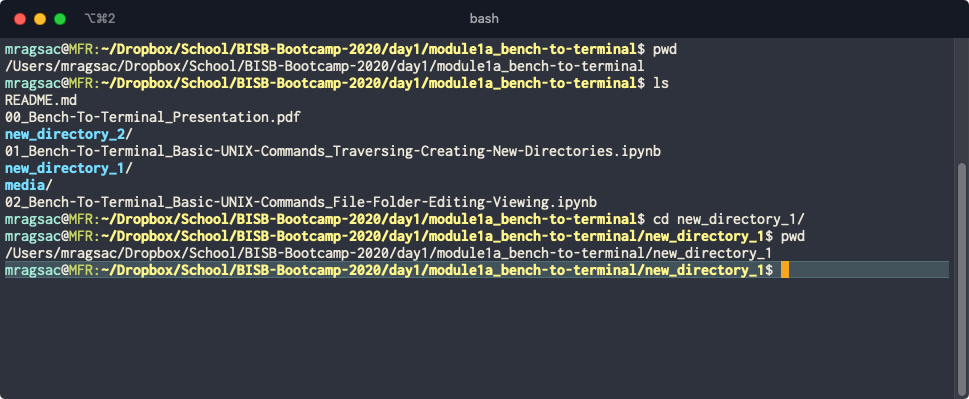 ⌥⌘2
bash
mragsac@MFR:~/Dropbox/School/BISB-Bootcamp-2020/day1/module1a_bench-to-terminal$ pwd
/Users/mragsac/Dropbox/School/BISB-Bootcamp-2020/day1/module1a_bench-to-terminal
mragsac@MFR:~/Dropbox/School/BISB-Bootcamp-2020/day1/module1a_bench-to-terminal$ ls
README.md
00_Bench-To-Terminal_Presentation.pdf
new_directory_2/
01_Bench-To-Terminal_Basic-UNIX-Commands_Traversing-Creating-New-Directories.ipynb
new_directory_1/
media/
02_Bench-To-Terminal_Basic-UNIX-Commands_File-Folder-Editing-Viewing.ipynb
mragsac@MFR:~/Dropbox/School/BISB-Bootcamp-2020/day1/module1a_bench-to-terminal$ cd new_directory_1/
mragsac@MFR:~/Dropbox/School/BISB-Bootcamp-2020/day1/module1a_bench-to-terminal/new_directory_1$ pwd
/Users/mragsac/Dropbox/School/BISB-Bootcamp-2020/day1/module1a_bench-to-terminal/new_directory_1
mragsac@MFR:~/Dropbox/School/BISB-Bootcamp-2020/day1/module1a_bench-to-terminal/new_directory_1$